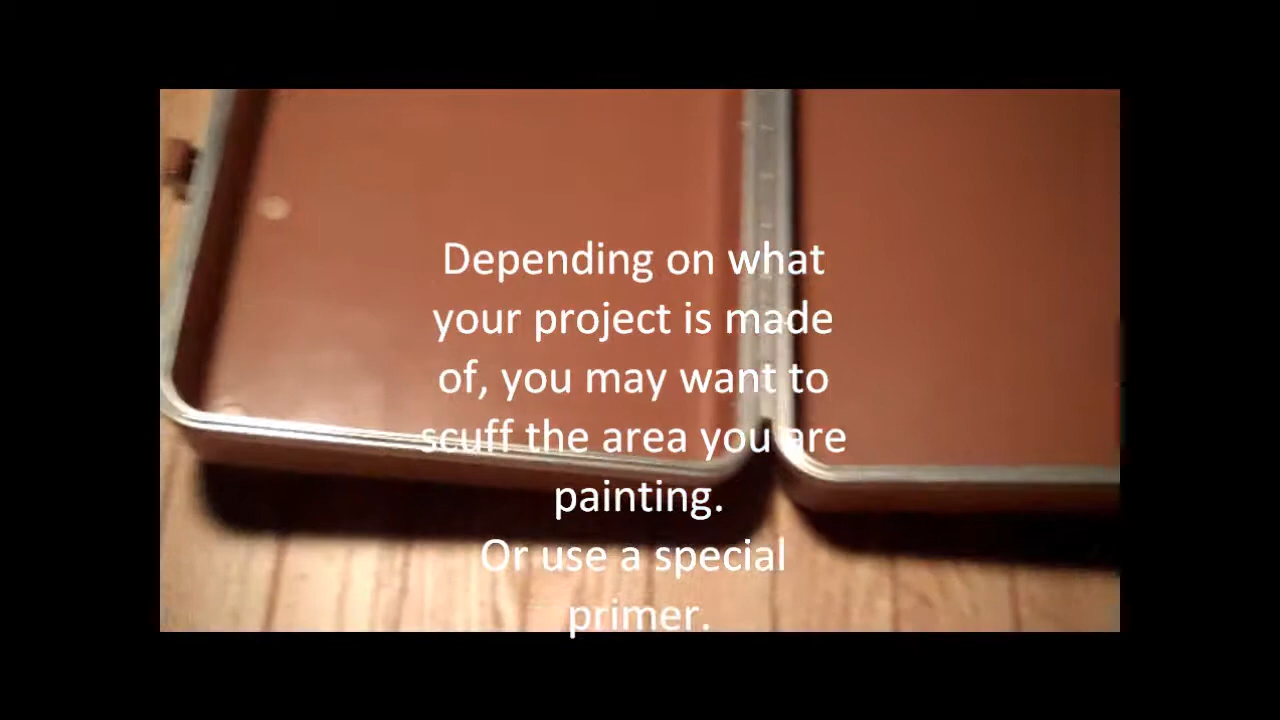 Depending on what
your project is made
of, you may want to
scuff the area you are
painting.
Or use a special
primer.